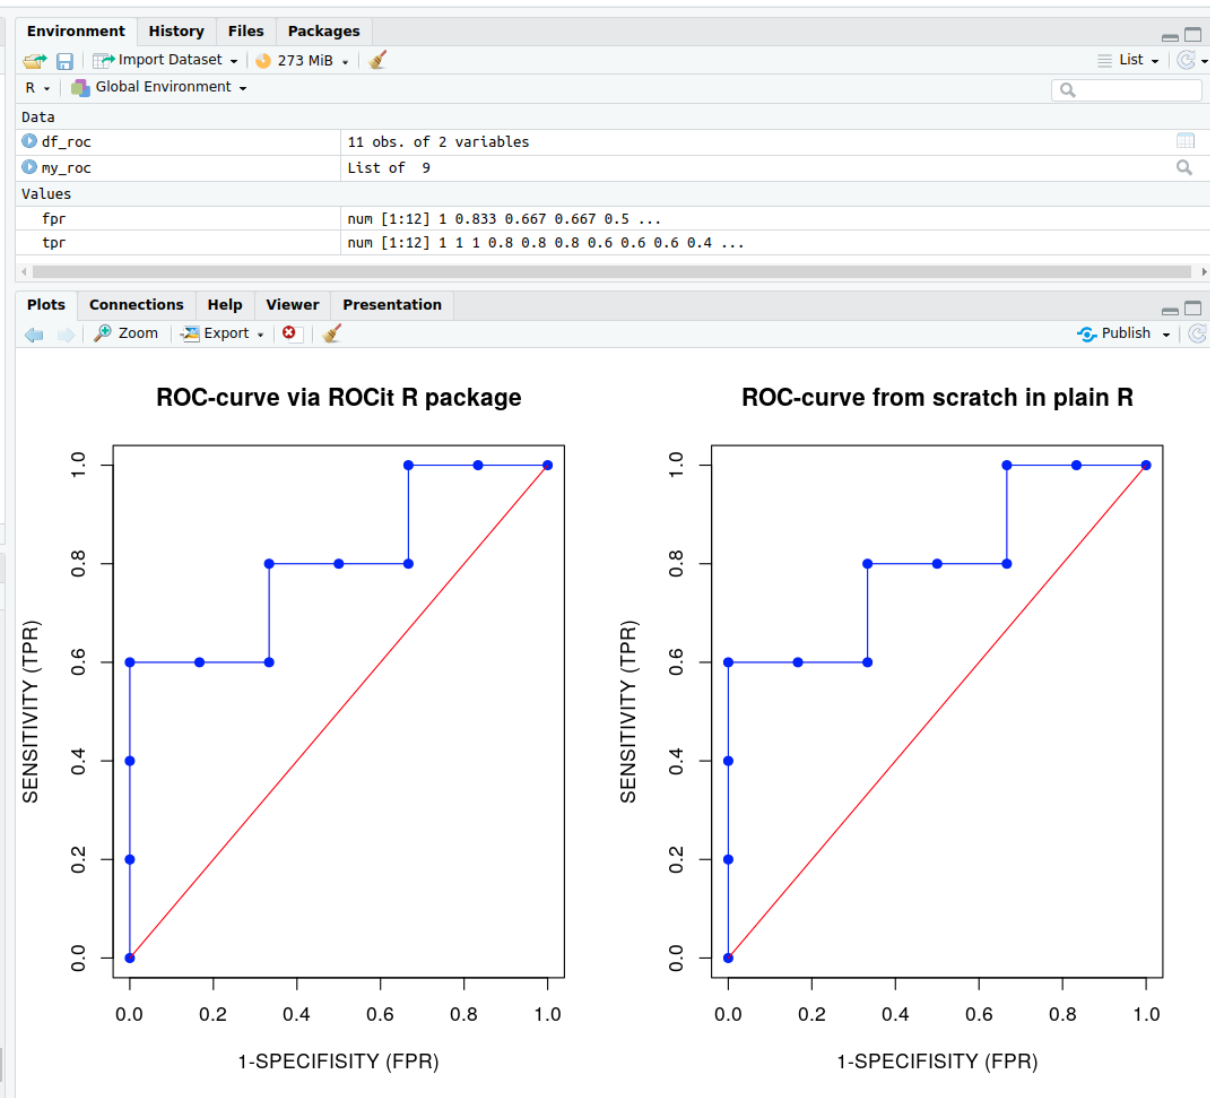 Environment History Files Packages
Import Dataset 273 MiB List
R Global Environment
Data
df_roc 11 obs. of 2 variables
my_roc List of  9
Values
fpr num [1:12] 1 0.833 0.667 0.667 0.5 ...
tpr num [1:12] 1 1 1 0.8 0.8 0.8 0.6 0.6 0.6 0.4 ...
Plots Connections Help Viewer Presentation
Zoom Export Publish
ROC-curve via ROCit R package
SENSITIVITY (TPR)
1.0
0.8
0.6
0.4
0.2
0.0
0.0 0.2 0.4 0.6 0.8 1.0
1-SPECIFISITY (FPR)
ROC-curve from scratch in plain R
SENSITIVITY (TPR)
1.0
0.8
0.6
0.4
0.2
0.0
0.0 0.2 0.4 0.6 0.8 1.0
1-SPECIFISITY (FPR)